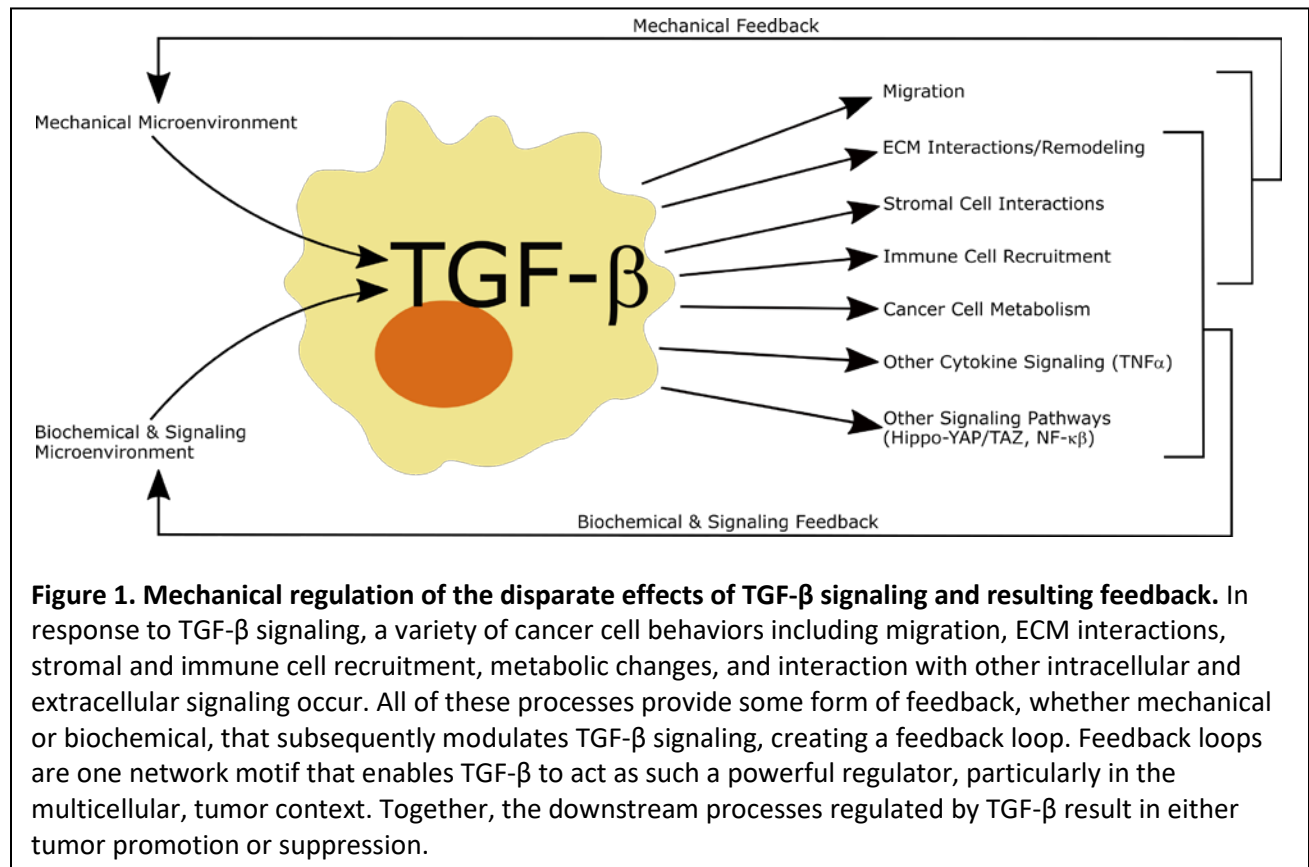 Mechanical Feedback
Mechanical Microenvironment
TGF-β
Biochemical & Signaling
Microenvironment
Migration
ECM Interactions/Remodeling
Stromal Cell Interactions
Immune Cell Recruitment
Cancer Cell Metabolism
Other Cytokine Signaling (TNFα)
Other Signaling Pathways
(Hippo-YAP/TAZ, NF-κβ)
Biochemical & Signaling Feedback
Figure 1. Mechanical regulation of the disparate effects of TGF-β signaling and resulting feedback. In
response to TGF-β signaling, a variety of cancer cell behaviors including migration, ECM interactions,
stromal and immune cell recruitment, metabolic changes, and interaction with other intracellular and
extracellular signaling occur. All of these processes provide some form of feedback, whether mechanical
or biochemical, that subsequently modulates TGF-β signaling, creating a feedback loop. Feedback loops
are one network motif that enables TGF-β to act as such a powerful regulator, particularly in the
multicellular, tumor context. Together, the downstream processes regulated by TGF-β result in either
tumor promotion or suppression.